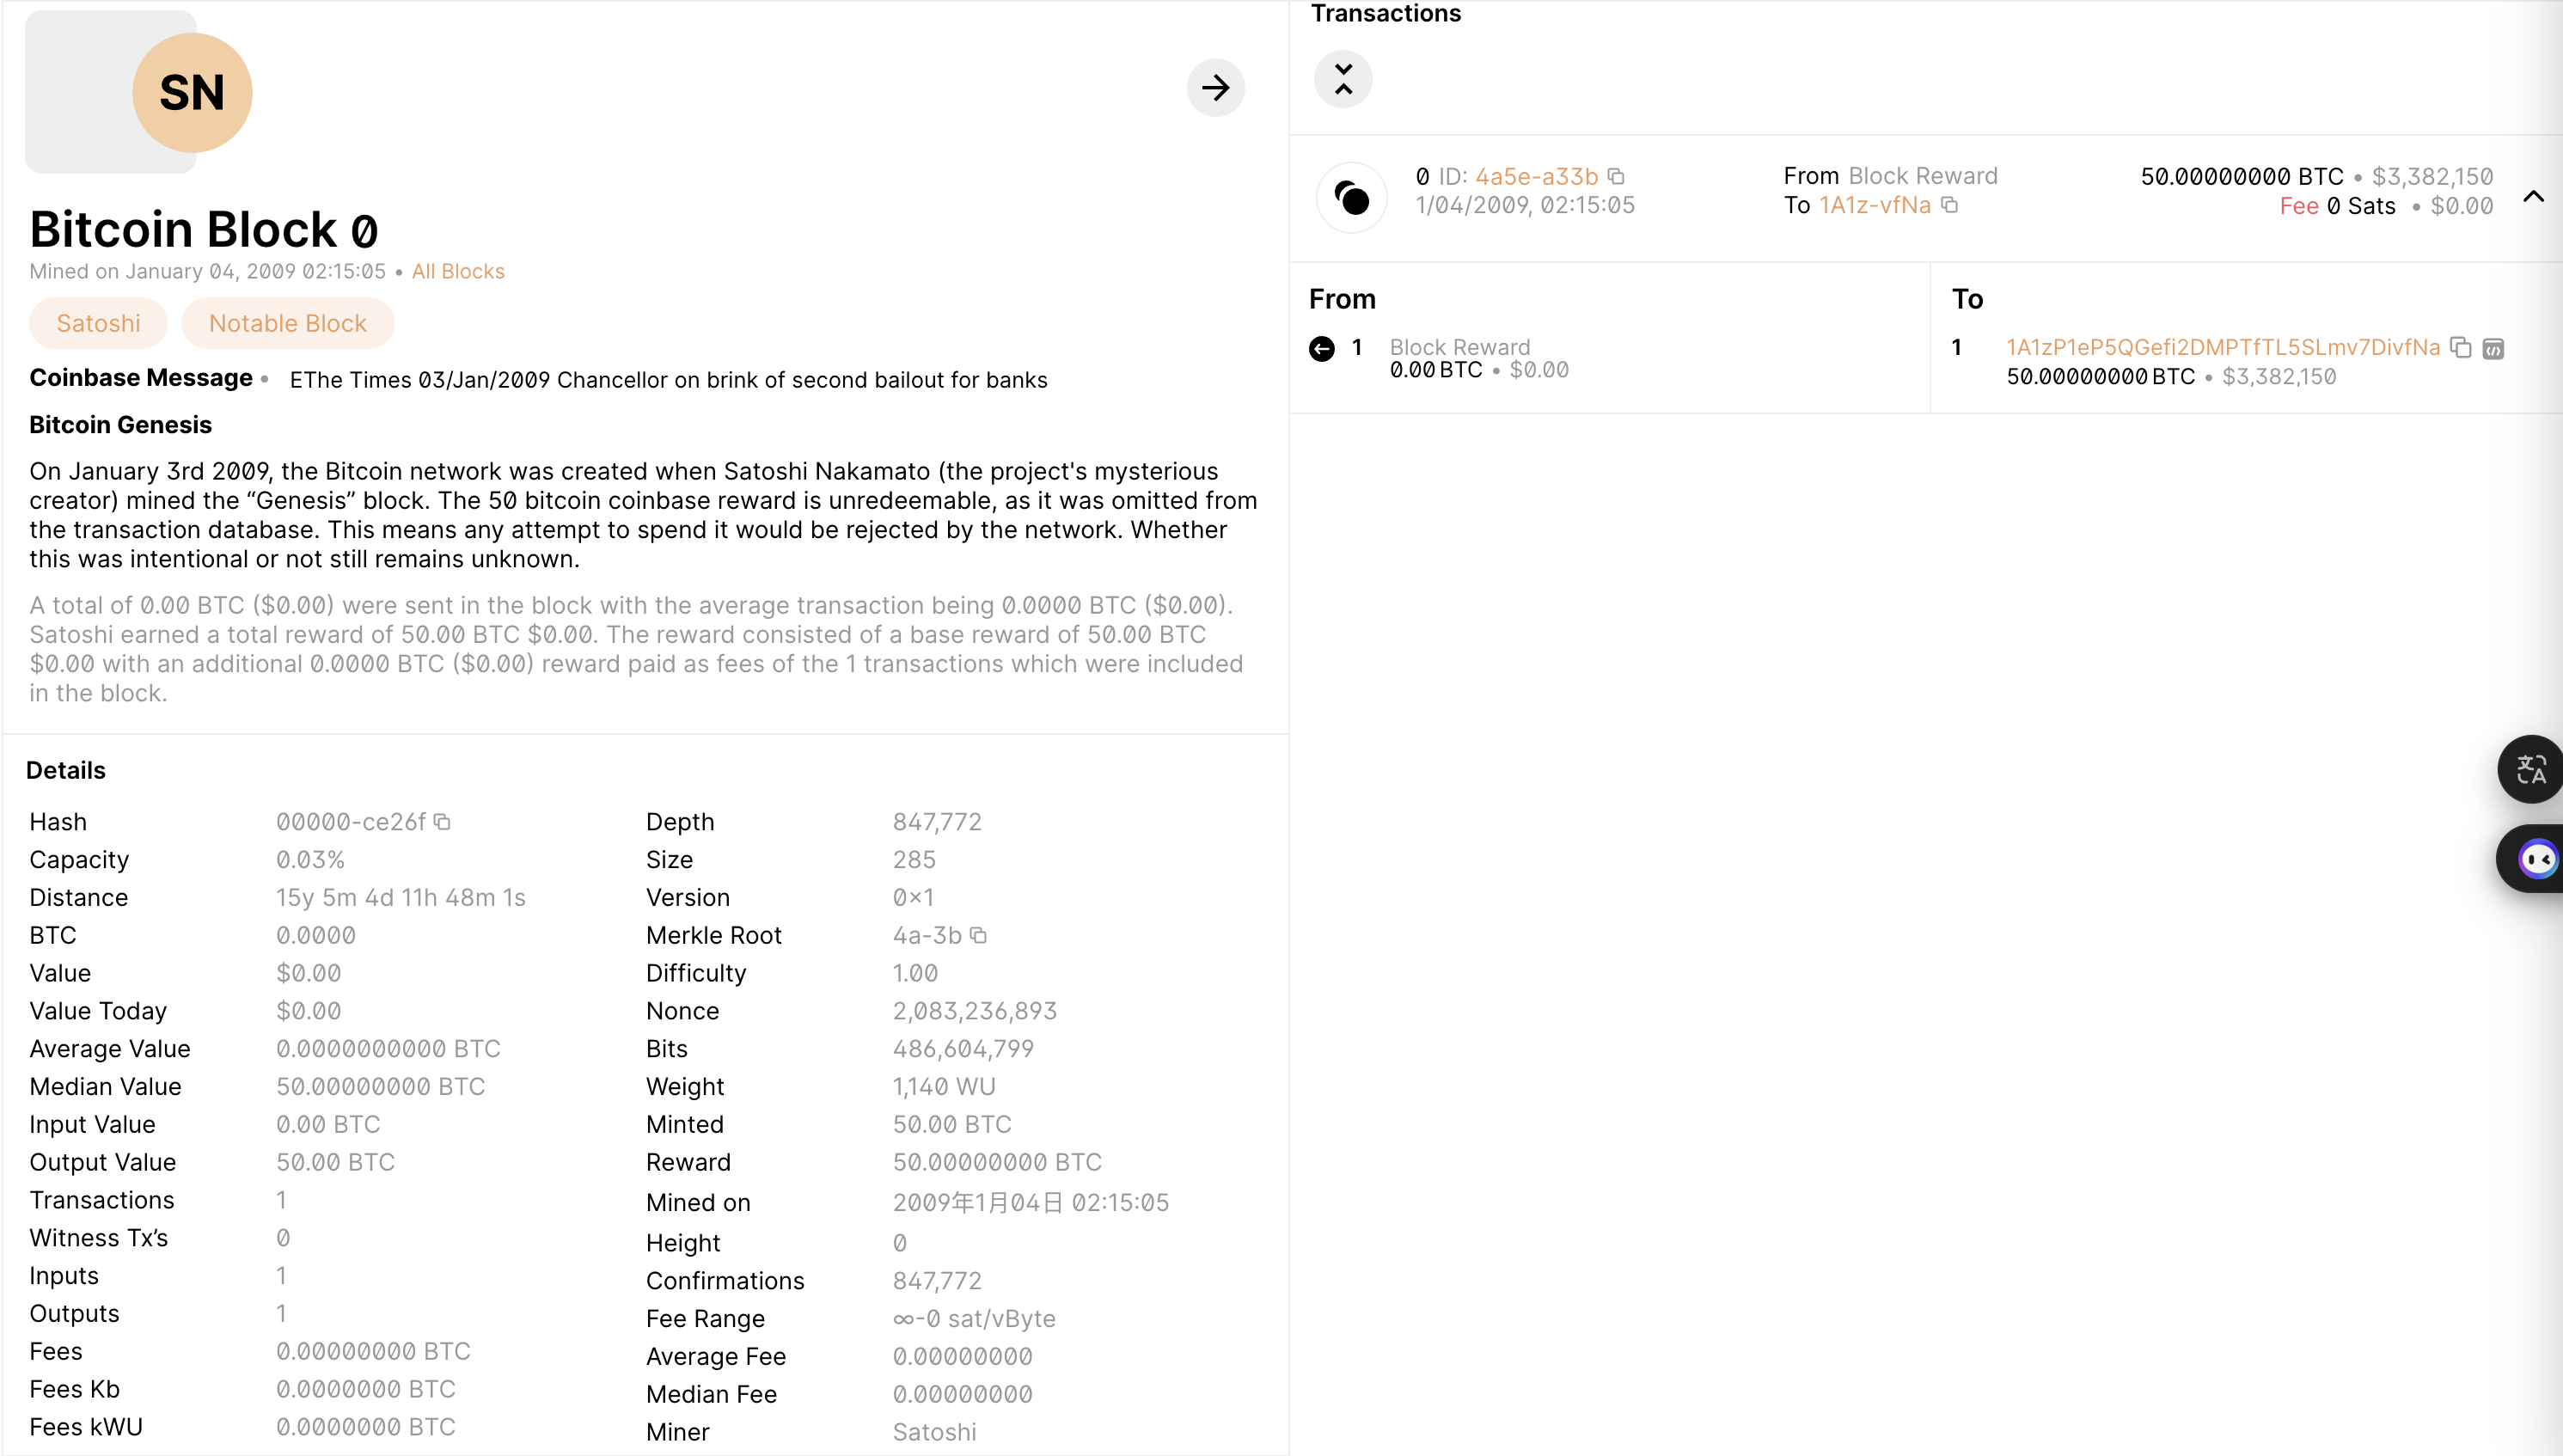 SN
Bitcoin Block 0
Mined on January 04, 2009 02:15:05 • All Blocks
Satoshi Notable Block
Coinbase Message • EThe Times 03/Jan/2009 Chancellor on brink of second bailout for banks
Bitcoin Genesis
On January 3rd 2009, the Bitcoin network was created when Satoshi Nakamato (the project's mysterious
creator) mined the “Genesis” block. The 50 bitcoin coinbase reward is unredeemable, as it was omitted from
the transaction database. This means any attempt to spend it would be rejected by the network. Whether
this was intentional or not still remains unknown.
A total of 0.00 BTC ($0.00) were sent in the block with the average transaction being 0.0000 BTC ($0.00).
Satoshi earned a total reward of 50.00 BTC $0.00. The reward consisted of a base reward of 50.00 BTC
$0.00 with an additional 0.0000 BTC ($0.00) reward paid as fees of the 1 transactions which were included
in the block.
Details
Hash 00000-ce26f
Capacity 0.03%
Distance 15y 5m 4d 11h 48m 1s
BTC 0.0000
Value $0.00
Value Today $0.00
Average Value 0.0000000000 BTC
Median Value 50.00000000 BTC
Input Value 0.00 BTC
Output Value 50.00 BTC
Transactions 1
Witness Tx’s 0
Inputs 1
Outputs 1
Fees 0.00000000 BTC
Fees Kb 0.0000000 BTC
Fees kWU 0.0000000 BTC
Depth 847,772
Size 285
Version 0×1
Merkle Root 4a-3b
Difficulty 1.00
Nonce 2,083,236,893
Bits 486,604,799
Weight 1,140 WU
Minted 50.00 BTC
Reward 50.00000000 BTC
Mined on 2009年1月04日 02:15:05
Height 0
Confirmations 847,772
Fee Range ∞-0 sat/vByte
Average Fee 0.00000000
Median Fee 0.00000000
Miner Satoshi
Transactions
0 ID: 4a5e-a33b
1/04/2009, 02:15:05
From Block Reward
To 1A1z-vfNa
50.00000000 BTC • $3,382,150
Fee 0 Sats • $0.00
From
1 Block Reward
0.00 BTC • $0.00
To
1 1A1zP1eP5QGefi2DMPTfTL5SLmv7DivfNa
50.00000000 BTC • $3,382,150
文A